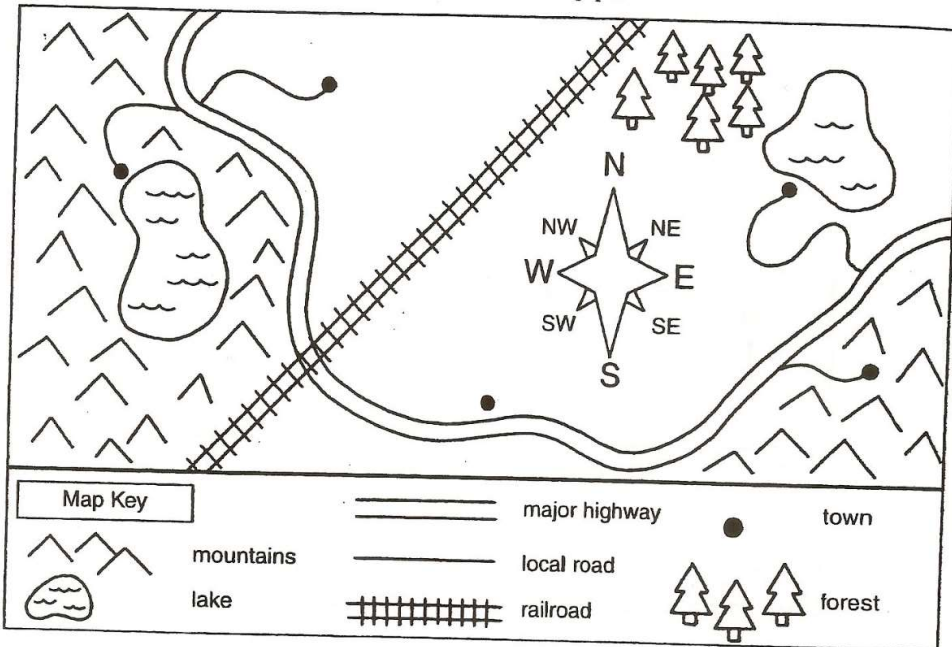 N
NW NE
W E
SW SE
S
Map Key
major highway
town
mountains
local road
lake
railroad
forest